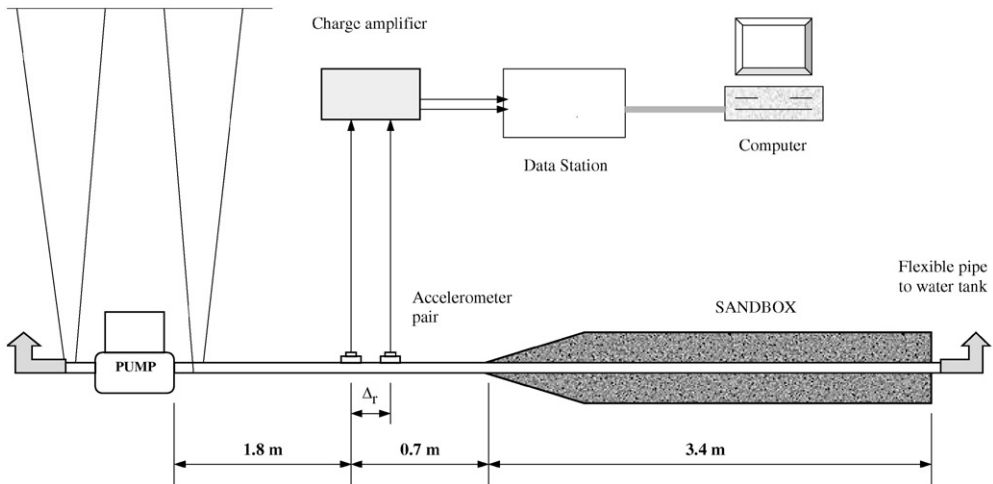 Charge amplifier
Data Station
Computer
Flexible pipe
to water tank
Accelerometer
pair
SANDBOX
PUMP
Δr
1.8 m
0.7 m
3.4 m